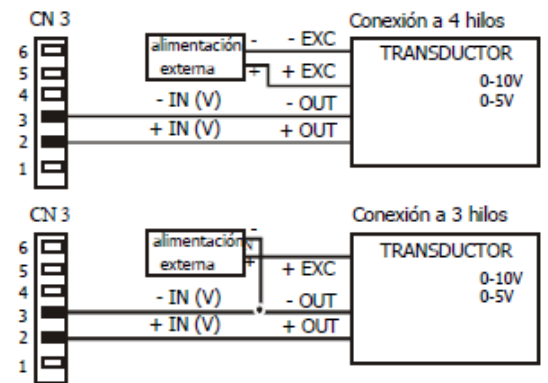 CN 3
Conexión a 4 hilos
6
5
4
3
2
1
alimentación
externa
-
+
- EXC
+ EXC
- IN (V)
- OUT
+ IN (V)
+ OUT
TRANSDUCTOR
0-10V
0-5V
CN 3
Conexión a 3 hilos
6
5
4
3
2
1
alimentación
externa
-
+
+ EXC
- IN (V)
- OUT
+ IN (V)
+ OUT
TRANSDUCTOR
0-10V
0-5V